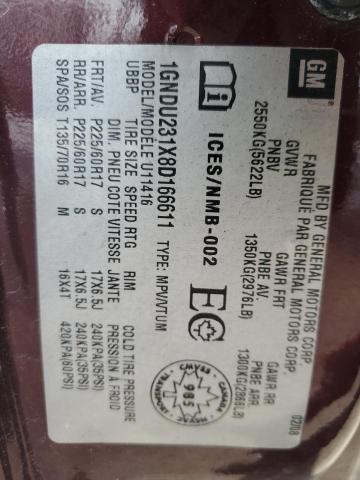 GM
MFD BY GENERAL MOTORS CORP. 02/08
FABRIQUE PAR GENERAL MOTORS CORP
GVWR GAWR FRT GAWR RR
PNBV PNBE AV. PNBE ARR
2550KG(5622LB) 1350KG(2976LB) 1300KG(2866LB)
ICES/NMB-002 EC
CANADA
985
TRANSPORT
1GNDU231X8D166611 TYPE: MPV/VTUM
MODEL/MODELE U11416
UBBP TIRE SIZE SPEED RTG RIM COLD TIRE PRESSURE
DIM. PNEU COTE VITESSE JANTE PRESSION A FROID
FRT/AV. P225/60R17 S 17X6.5J 240KPA(35PSI)
RR/ARR. P225/60R17 S 17X6.5J 240KPA(35PSI)
SPA/SOS T135/70R16 M 16X4T 420KPA(60PSI)